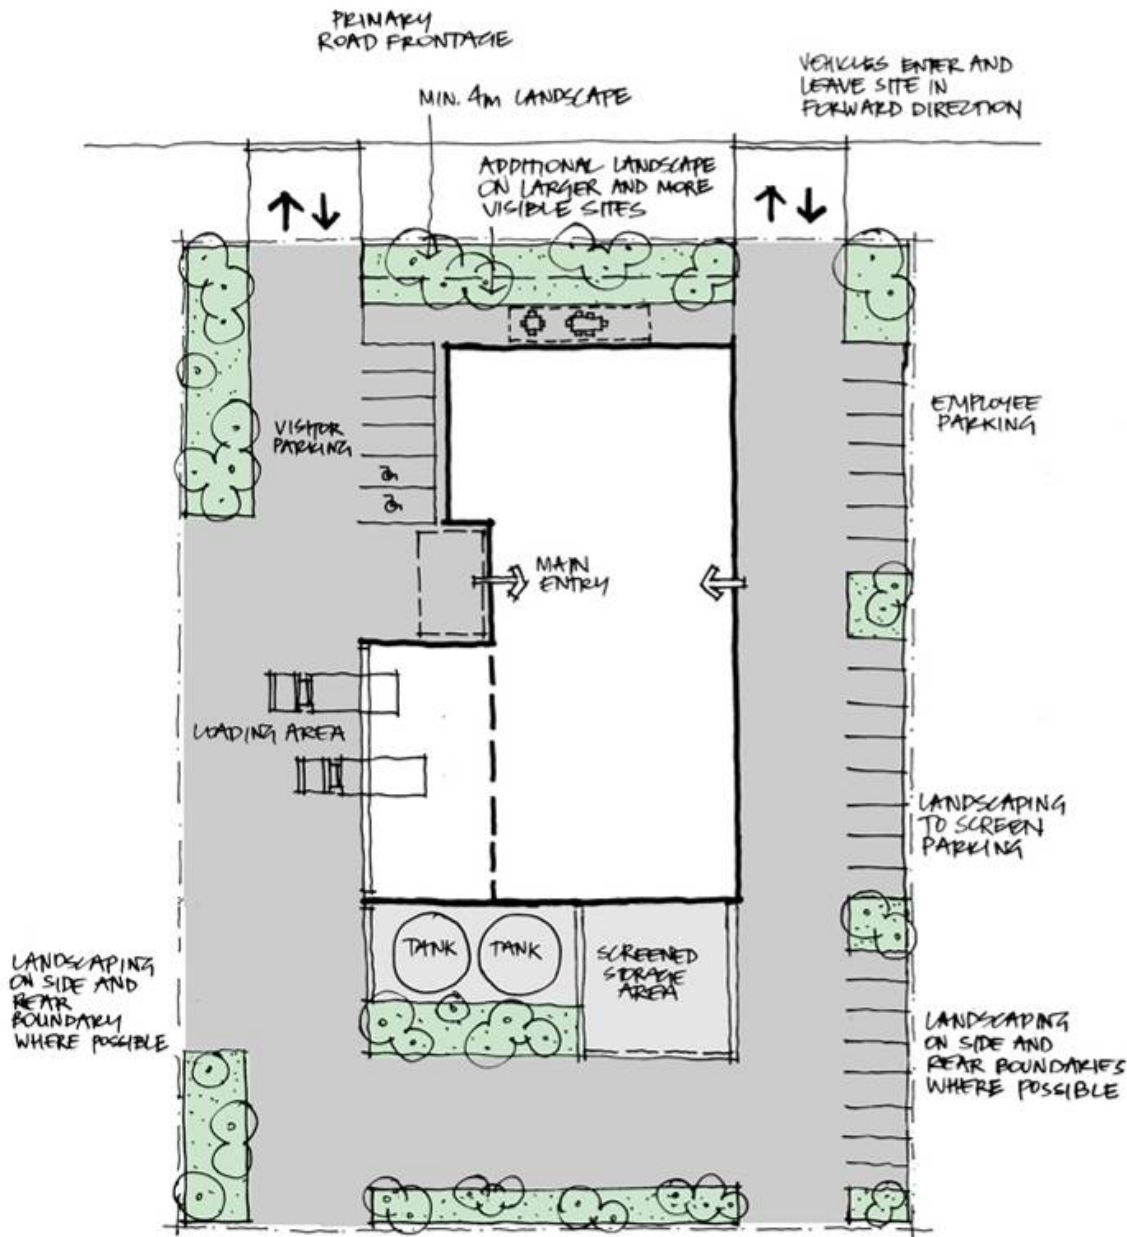 PRIMARY
ROAD FRONTAGE
VEHICLES ENTER AND
LEAVE SITE IN
FORWARD DIRECTION
MIN. 4m LANDSCAPE
ADDITIONAL LANDSCAPE
ON LARGER AND MORE
VISIBLE SITES
EMPLOYEE
PARKING
VISITOR
PARKING
MAIN
ENTRY
LOADING AREA
LANDSCAPING
TO SCREEN
PARKING
TANK
TANK
SCREENED
STORAGE
AREA
LANDSCAPING
ON SIDE AND
REAR
BOUNDARY
WHERE POSSIBLE
LANDSCAPING
ON SIDE AND
REAR BOUNDARIES
WHERE POSSIBLE